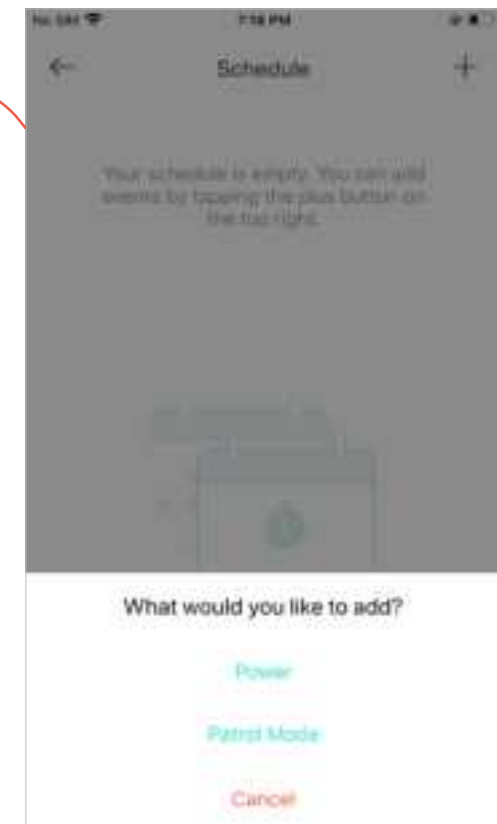 No SIM 7:18 PM
Schedule
Your schedule is empty. You can add
events by tapping the plus button on
the top right.
What would you like to add?
Power
Patrol Mode
Cancel